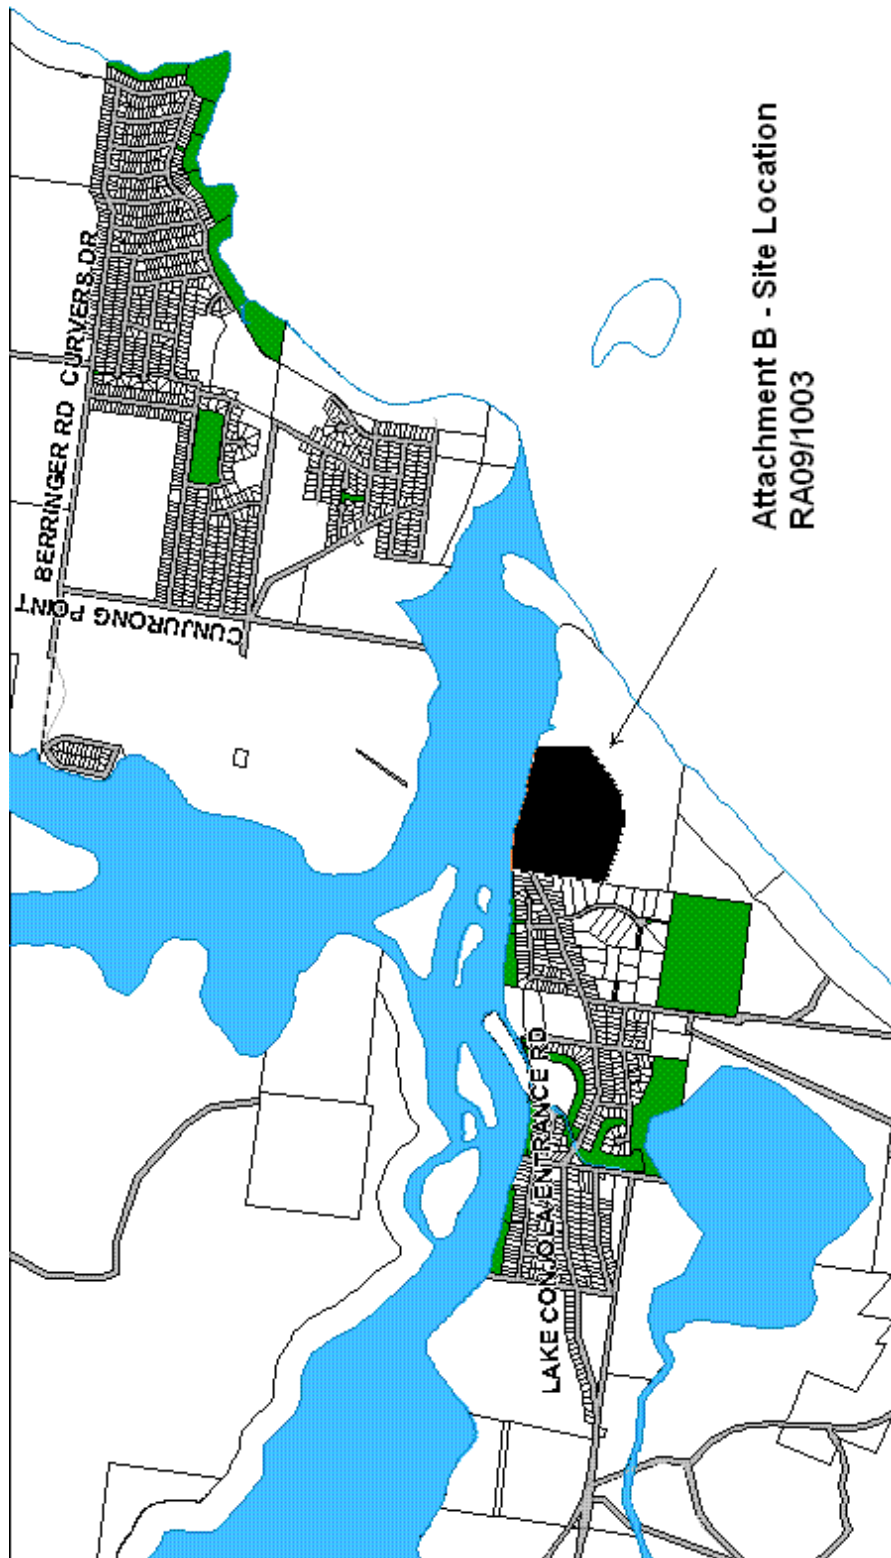 BERRINGER RD
CURVERS DR
CUNJURONG POINT
Attachment B - Site Location
RA09/1003
LAKE CONJOLA ENTRANCE RD